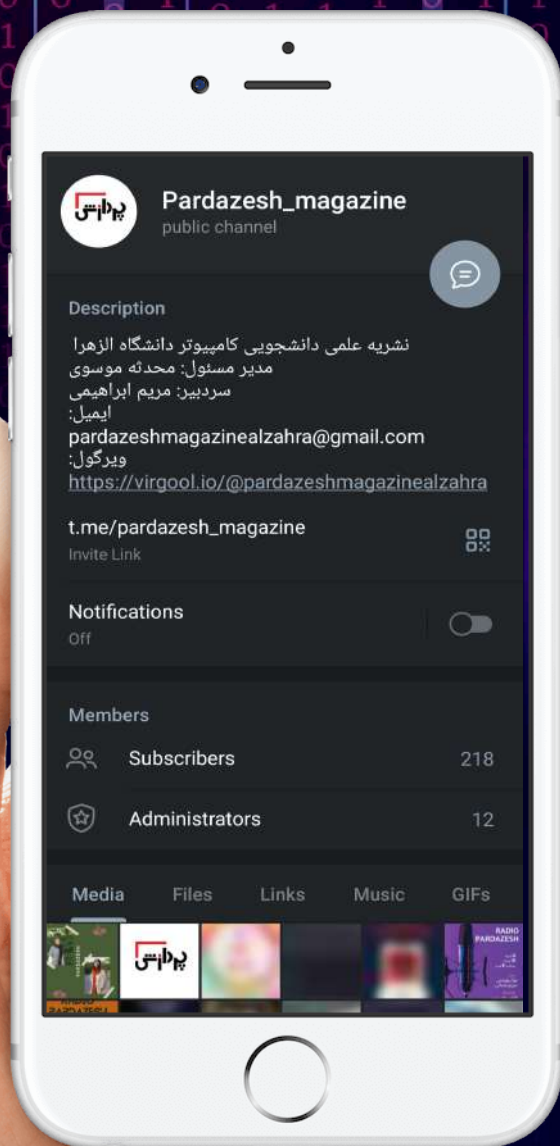 پردازش
Pardazesh_magazine
public channel
Description
نشریه علمی دانشجویی کامپیوتر دانشگاه الزهرا
مدیر مسئول: محدثه موسوی
سردبیر: مریم ابراهیمی
ایمیل:
pardazeshmagazinealzahra@gmail.com
ویرگول:
https://virgool.io/@pardazeshmagazinealzahra
t.me/pardazesh_magazine
Invite Link
Notifications
Off
Members
Subscribers 218
Administrators 12
Media Files Links Music GIFs
پردازش
RADIO
PARDAZESH